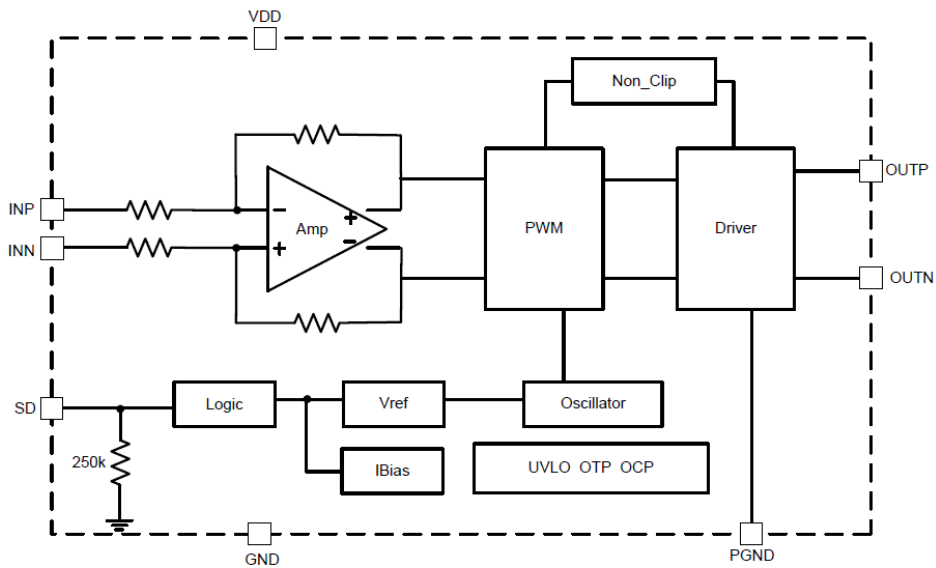 VDD
Non_Clip
INP
INN
Amp
PWM
Driver
OUTP
OUTN
SD
Logic
Vref
Oscillator
250k
IBias
UVLO OTP OCP
GND
PGND